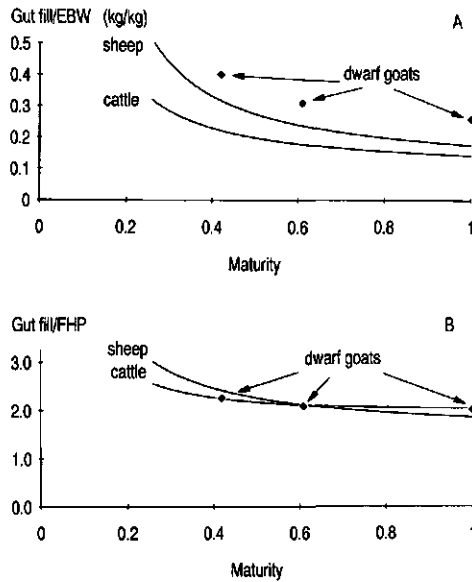 Gut fill/EBW (kg/kg) A
0.5
sheep
0.4
dwarf goats
0.3
cattle
0.2
0.1
0
0 0.2 0.4 0.6 0.8 1
Maturity
Gut fill/FHP B
sheep
3.0
dwarf goats
cattle
2.0
1.0
0.0
0 0.2 0.4 0.6 0.8 1
Maturity